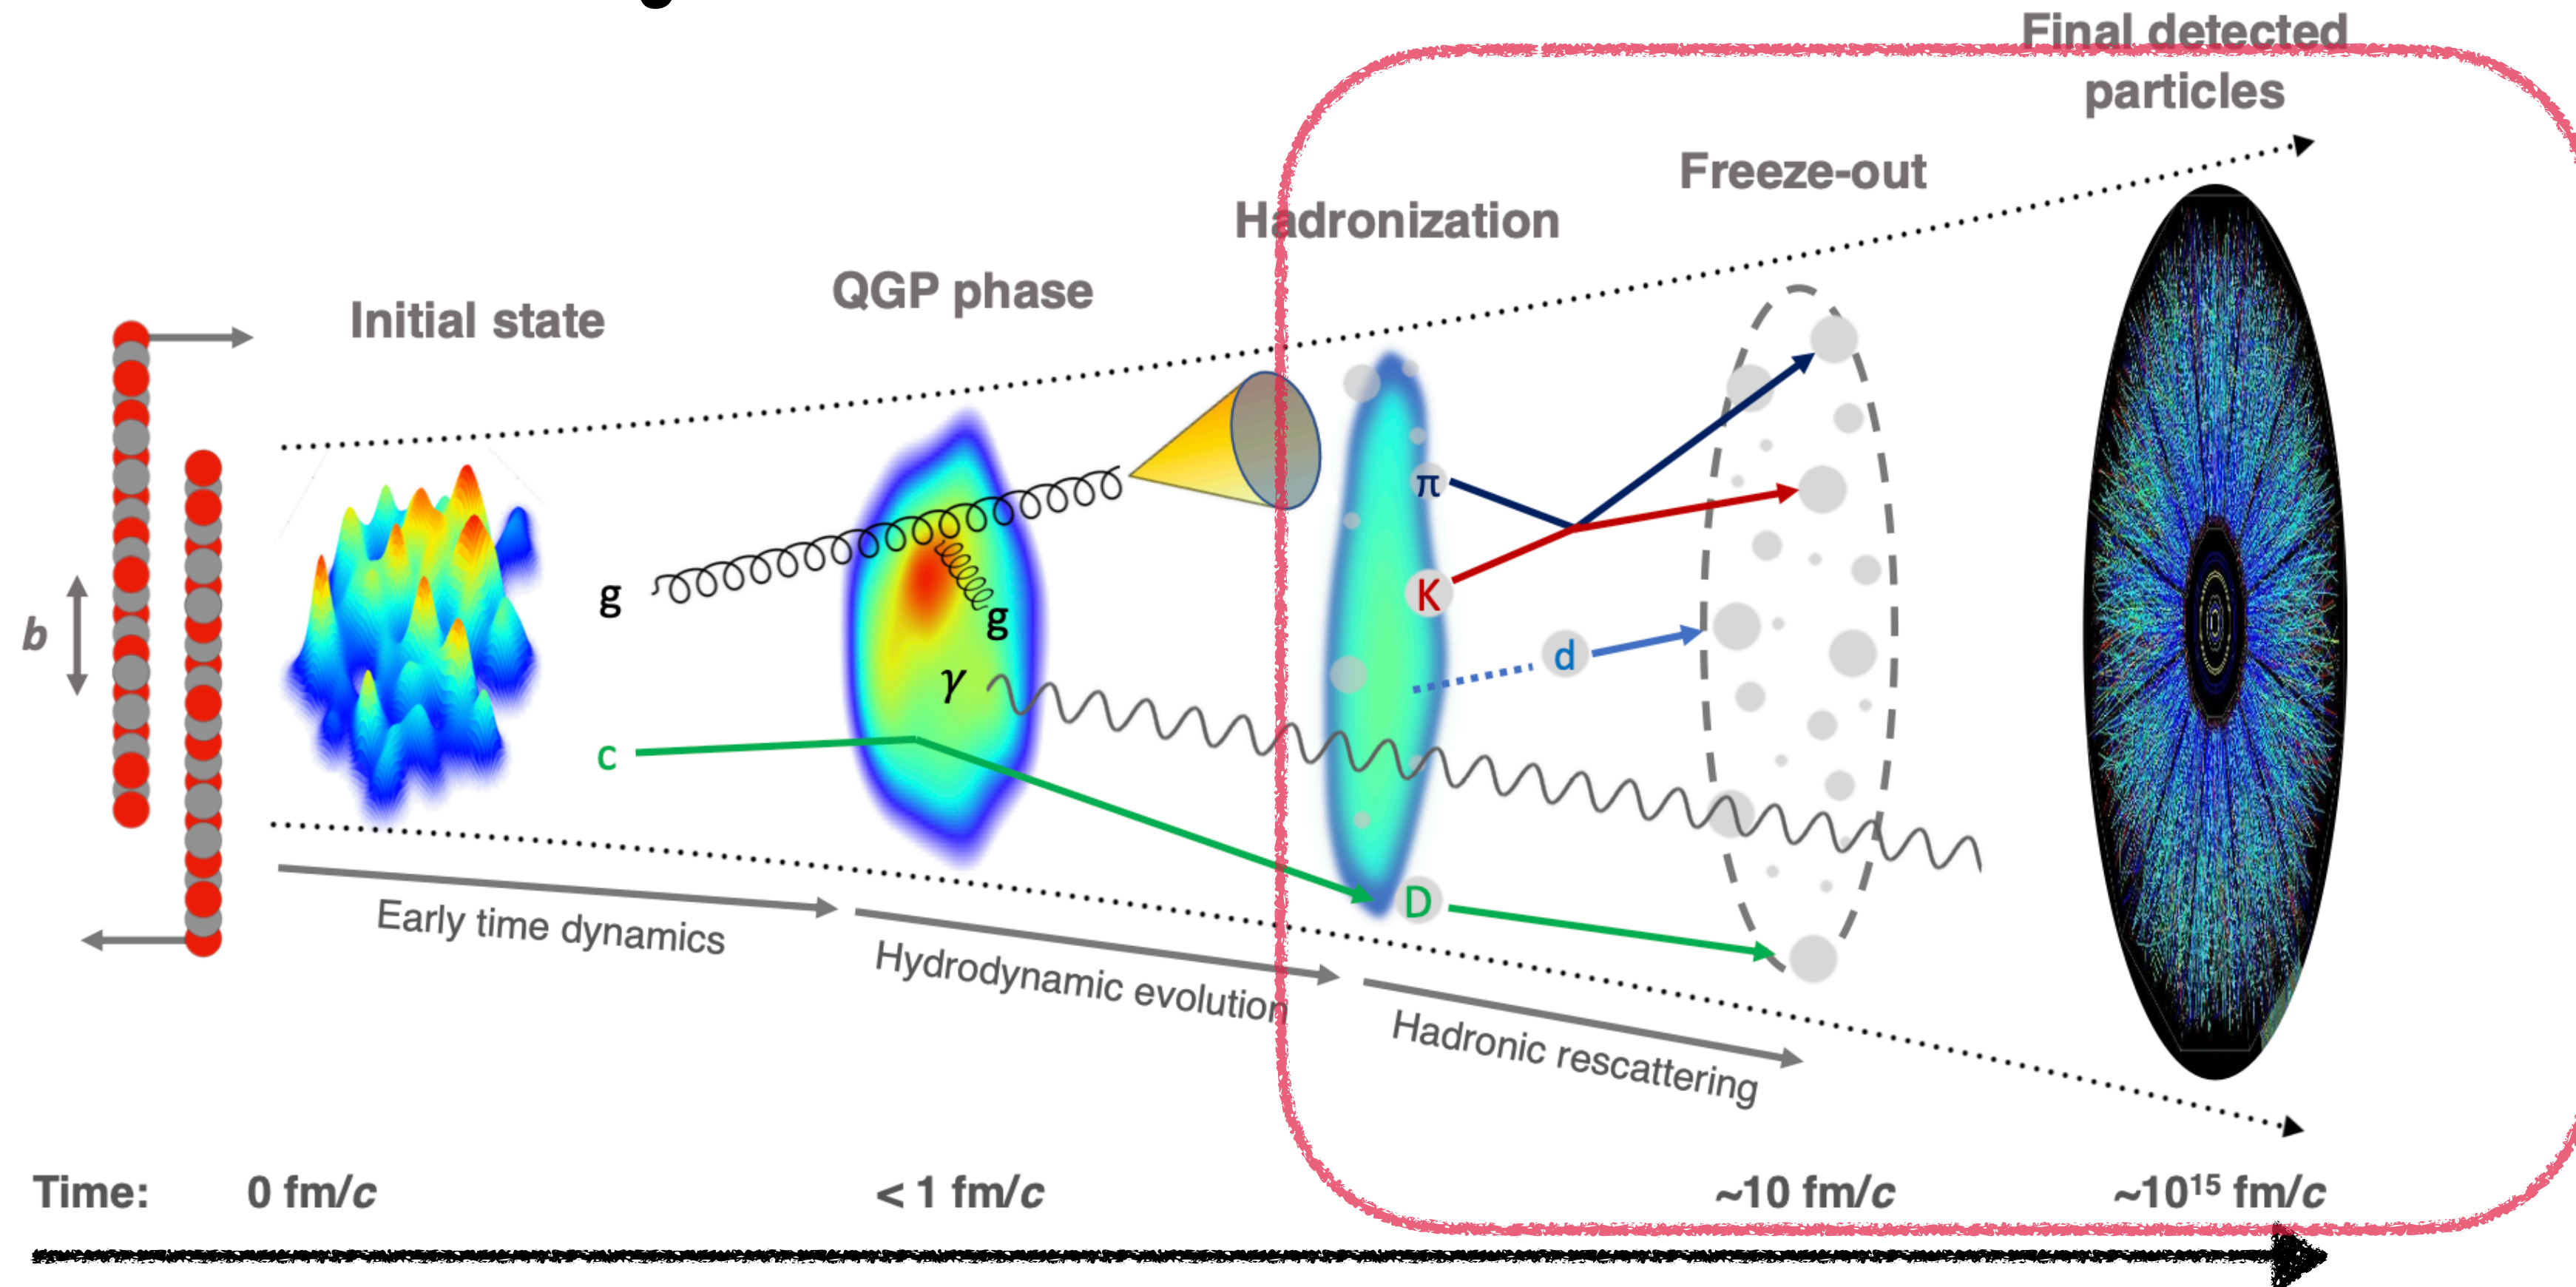 Final detected
particles
Freeze-out
Hadronization
QGP phase
Initial state
π
g
K
g
b
d
γ
c
D
Early time dynamics
Hydrodynamic evolution
Hadronic rescattering
Time: 0 fm/c < 1 fm/c ~10 fm/c ~10¹⁵ fm/c